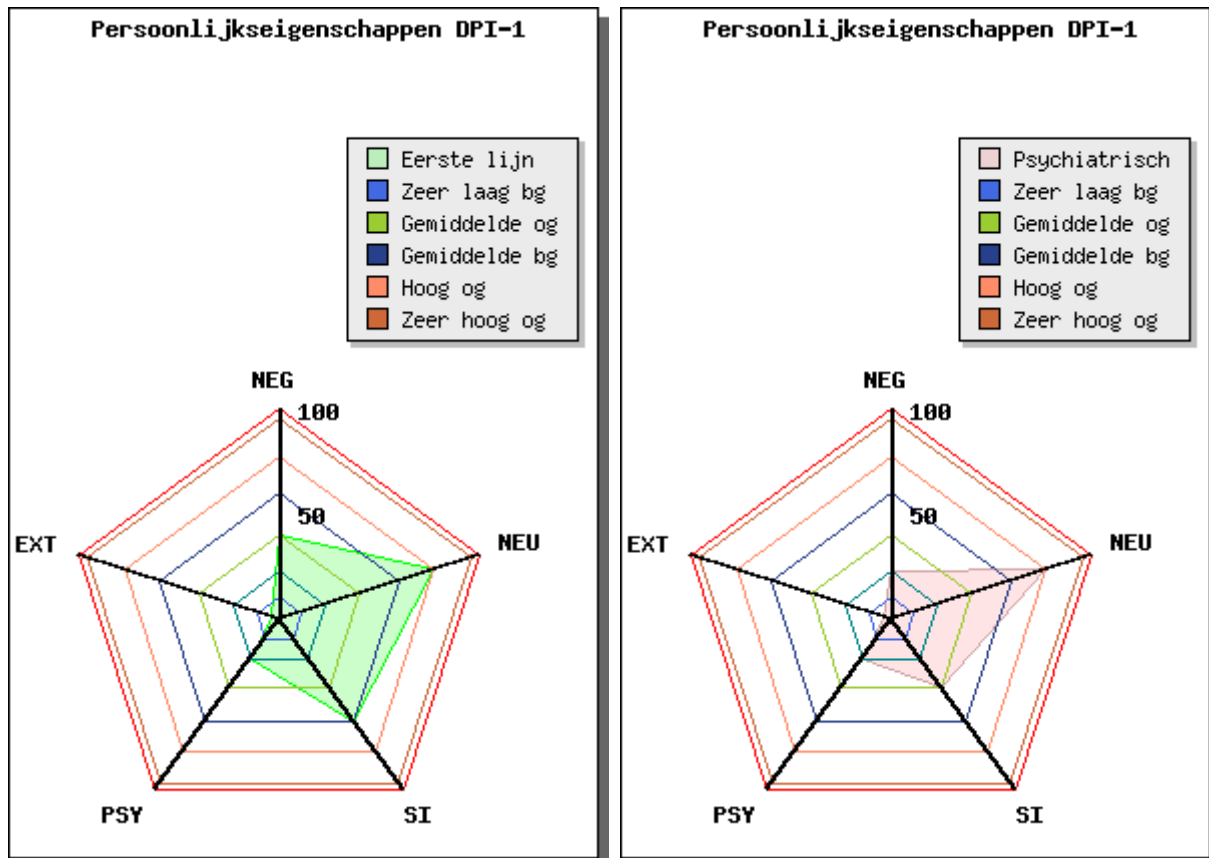 Persoonlijkseigenschappen DPI-1
Eerste lijn
Zeer laag bg
Gemiddelde og
Gemiddelde bg
Hoog og
Zeer hoog og
NEG
100
50
NEU
EXT
PSY
SI
Persoonlijkseigenschappen DPI-1
Psychiatrisch
Zeer laag bg
Gemiddelde og
Gemiddelde bg
Hoog og
Zeer hoog og
NEG
100
50
NEU
EXT
PSY
SI